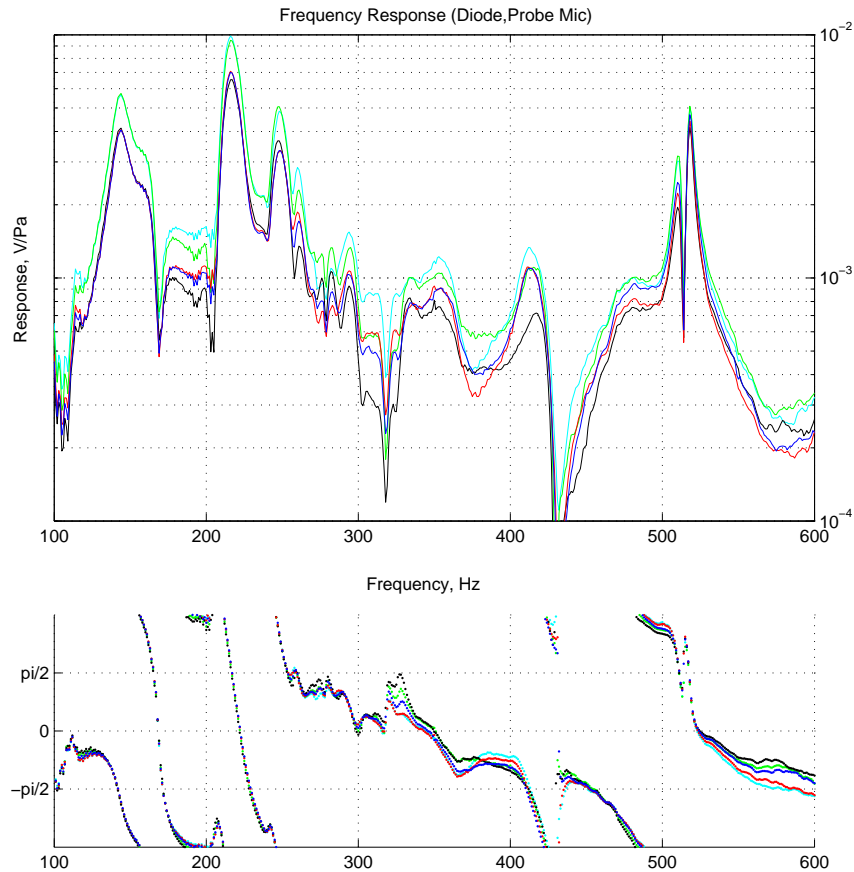 Frequency Response (Diode,Probe Mic)
10^-2
10^-3
10^-4
Response, V/Pa
100 200 300 400 500 600
Frequency, Hz
pi/2
0
−pi/2
100 200 300 400 500 600